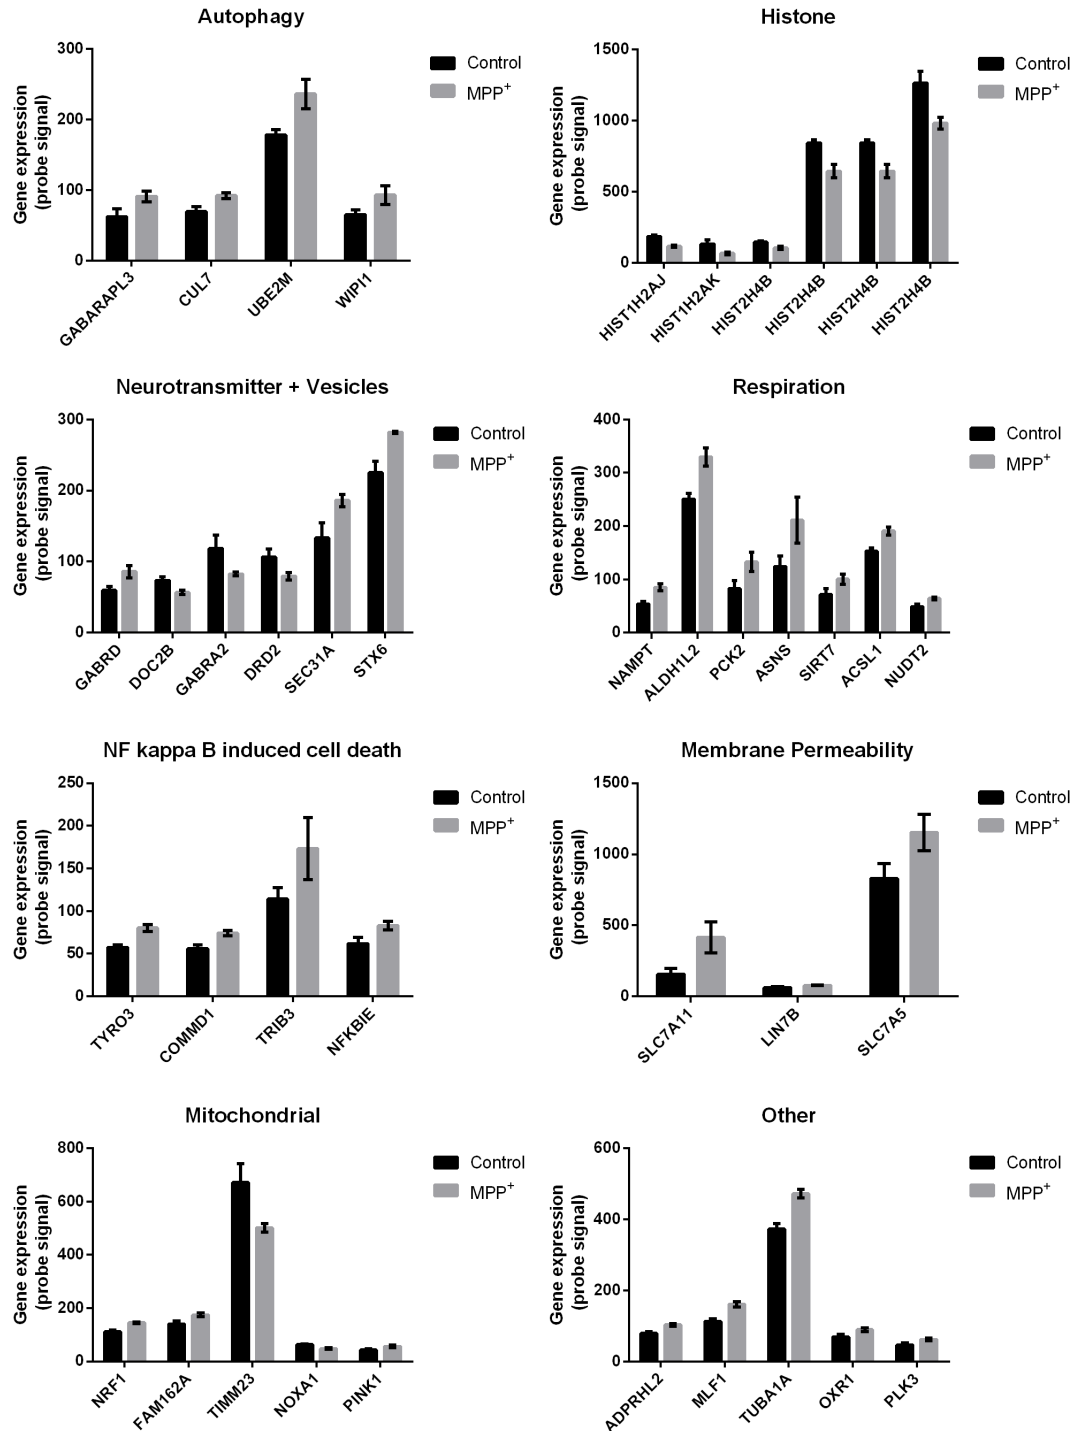 Autophagy
Gene expression
(probe signal)
300
200
100
0
GABARAPL3
CUL7
UBE2M
WIPI1
Control
MPP+
Histone
Gene expression
(probe signal)
1500
1000
500
0
HIST1H2AJ
HIST1H2AK
HIST2H4B
HIST2H4B
HIST2H4B
HIST2H4B
Control
MPP+
Neurotransmitter + Vesicles
Gene expression
(probe signal)
300
200
100
0
GABRD
DOC2B
GABRA2
DRD2
SEC31A
STX6
Control
MPP+
Respiration
Gene expression
(probe signal)
400
300
200
100
0
NAMPT
ALDH1L2
PCK2
ASNS
SIRT7
ACSL1
NUDT2
Control
MPP+
NF kappa B induced cell death
Gene expression
(probe signal)
250
200
150
100
50
0
TYRO3
COMMD1
TRIB3
NFKBIE
Control
MPP+
Membrane Permeability
Gene expression
(probe signal)
1500
1000
500
0
SLC7A11
LIN7B
SLC7A5
Control
MPP+
Mitochondrial
Gene expression
(probe signal)
800
600
400
200
0
NRF1
FAM162A
TIMM23
NOXA1
PINK1
Control
MPP+
Other
Gene expression
(probe signal)
600
400
200
0
ADPRHL2
MLF1
TUBA1A
OXR1
PLK3
Control
MPP+